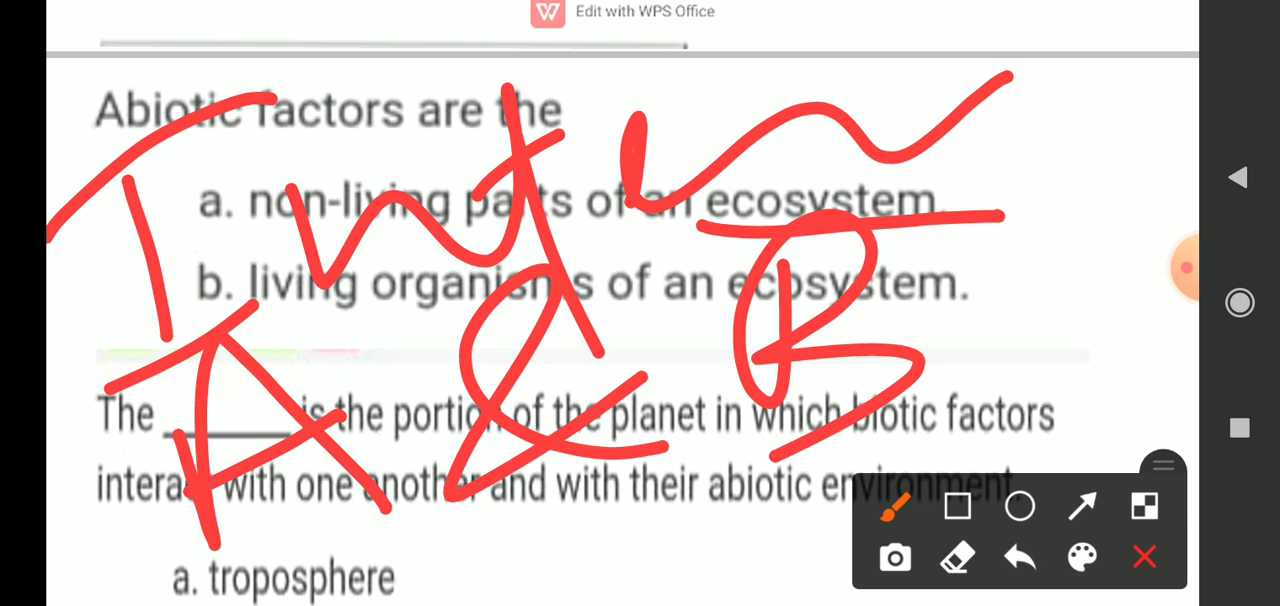 Edit with WPS Office
Abiotic factors are the
a. non-living parts of an ecosystem.
b. living organisms of an ecosystem.
The ______ is the portion of the planet in which biotic factors
interact with one another and with their abiotic environment.
a. troposphere
A & B